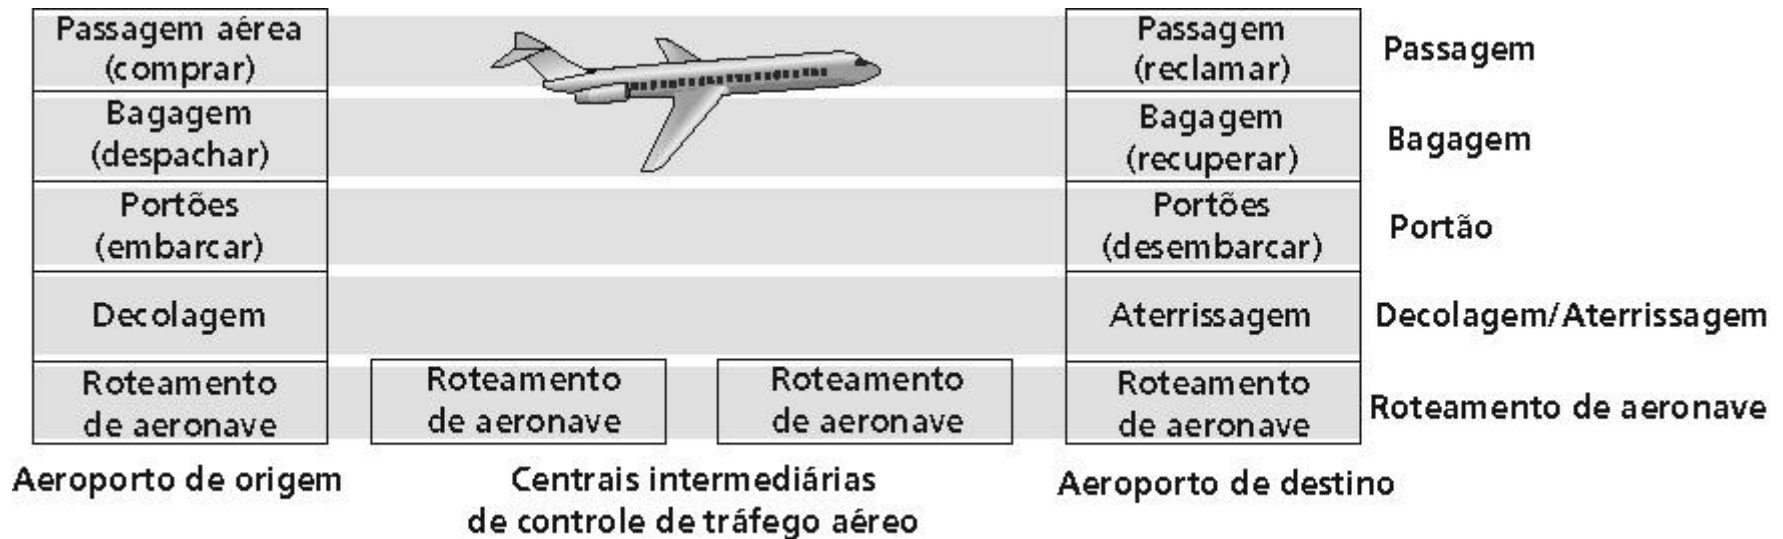 Passagem aérea
(comprar)
Passagem
(reclamar)
Passagem
Bagagem
(despachar)
Bagagem
(recuperar)
Bagagem
Portões
(embarcar)
Portões
(desembarcar)
Portão
Decolagem
Aterrissagem
Decolagem/Aterrissagem
Roteamento
de aeronave
Roteamento
de aeronave
Roteamento
de aeronave
Roteamento
de aeronave
Roteamento de aeronave
Aeroporto de origem
Centrais intermediárias
de controle de tráfego aéreo
Aeroporto de destino